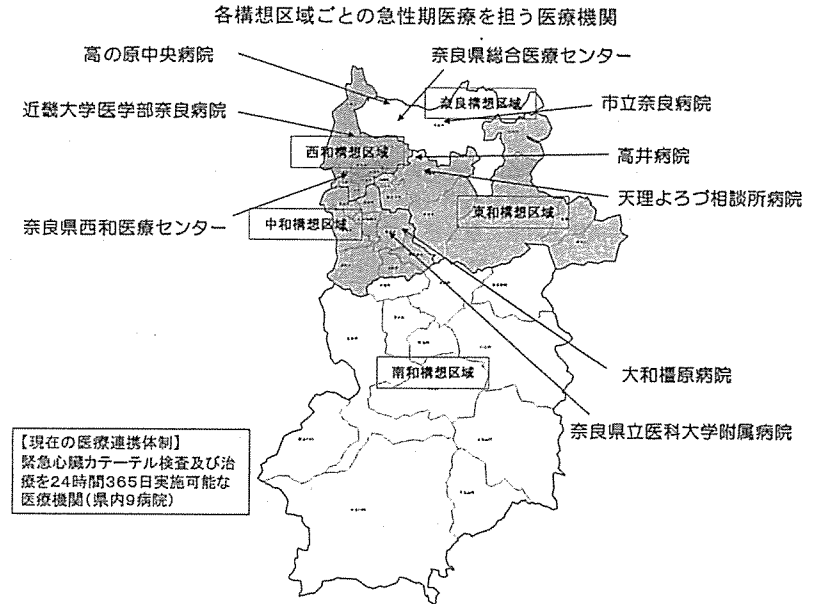 各構想区域ごとの急性期医療を担う医療機関
高の原中央病院
奈良県総合医療センター
奈良構想区域
市立奈良病院
近畿大学医学部奈良病院
西和構想区域
高井病院
天理よろづ相談所病院
奈良県西和医療センター
中和構想区域
東和構想区域
南和構想区域
大和橿原病院
奈良県立医科大学附属病院
【現在の医療連携体制】
緊急心臓カテーテル検査及び治
療を24時間365日実施可能な
医療機関(県内9病院)